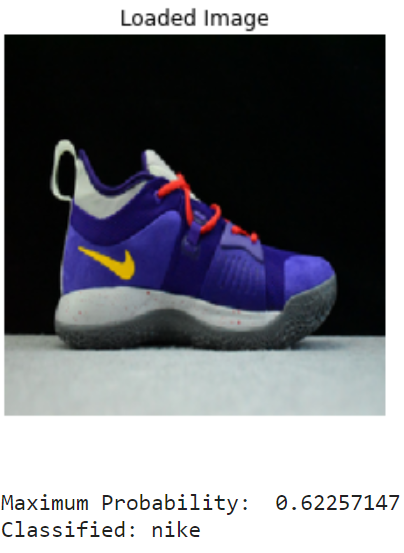 Loaded Image
Maximum Probability:  0.62257147
Classified: nike